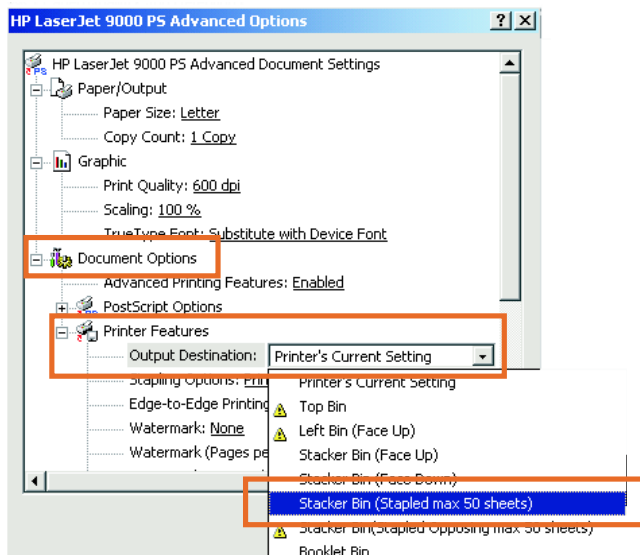 HP LaserJet 9000 PS Advanced Options
HP LaserJet 9000 PS Advanced Document Settings
Paper/Output
Paper Size: Letter
Copy Count: 1 Copy
Graphic
Print Quality: 600 dpi
Scaling: 100 %
TrueType Font: Substitute with Device Font
Document Options
Advanced Printing Features: Enabled
PostScript Options
Printer Features
Output Destination: Printer's Current Setting
Stapling Options: Printer's Current Setting
Edge-to-Edge Printing
Top Bin
Watermark: None
Left Bin (Face Up)
Watermark (Pages
Stacker Bin (Face Up)
Stacker Bin (Face Down)
Stacker Bin (Stapled max 50 sheets)
Stacker Bin(Stapled Opposing max 50 sheets)
Booklet Bin